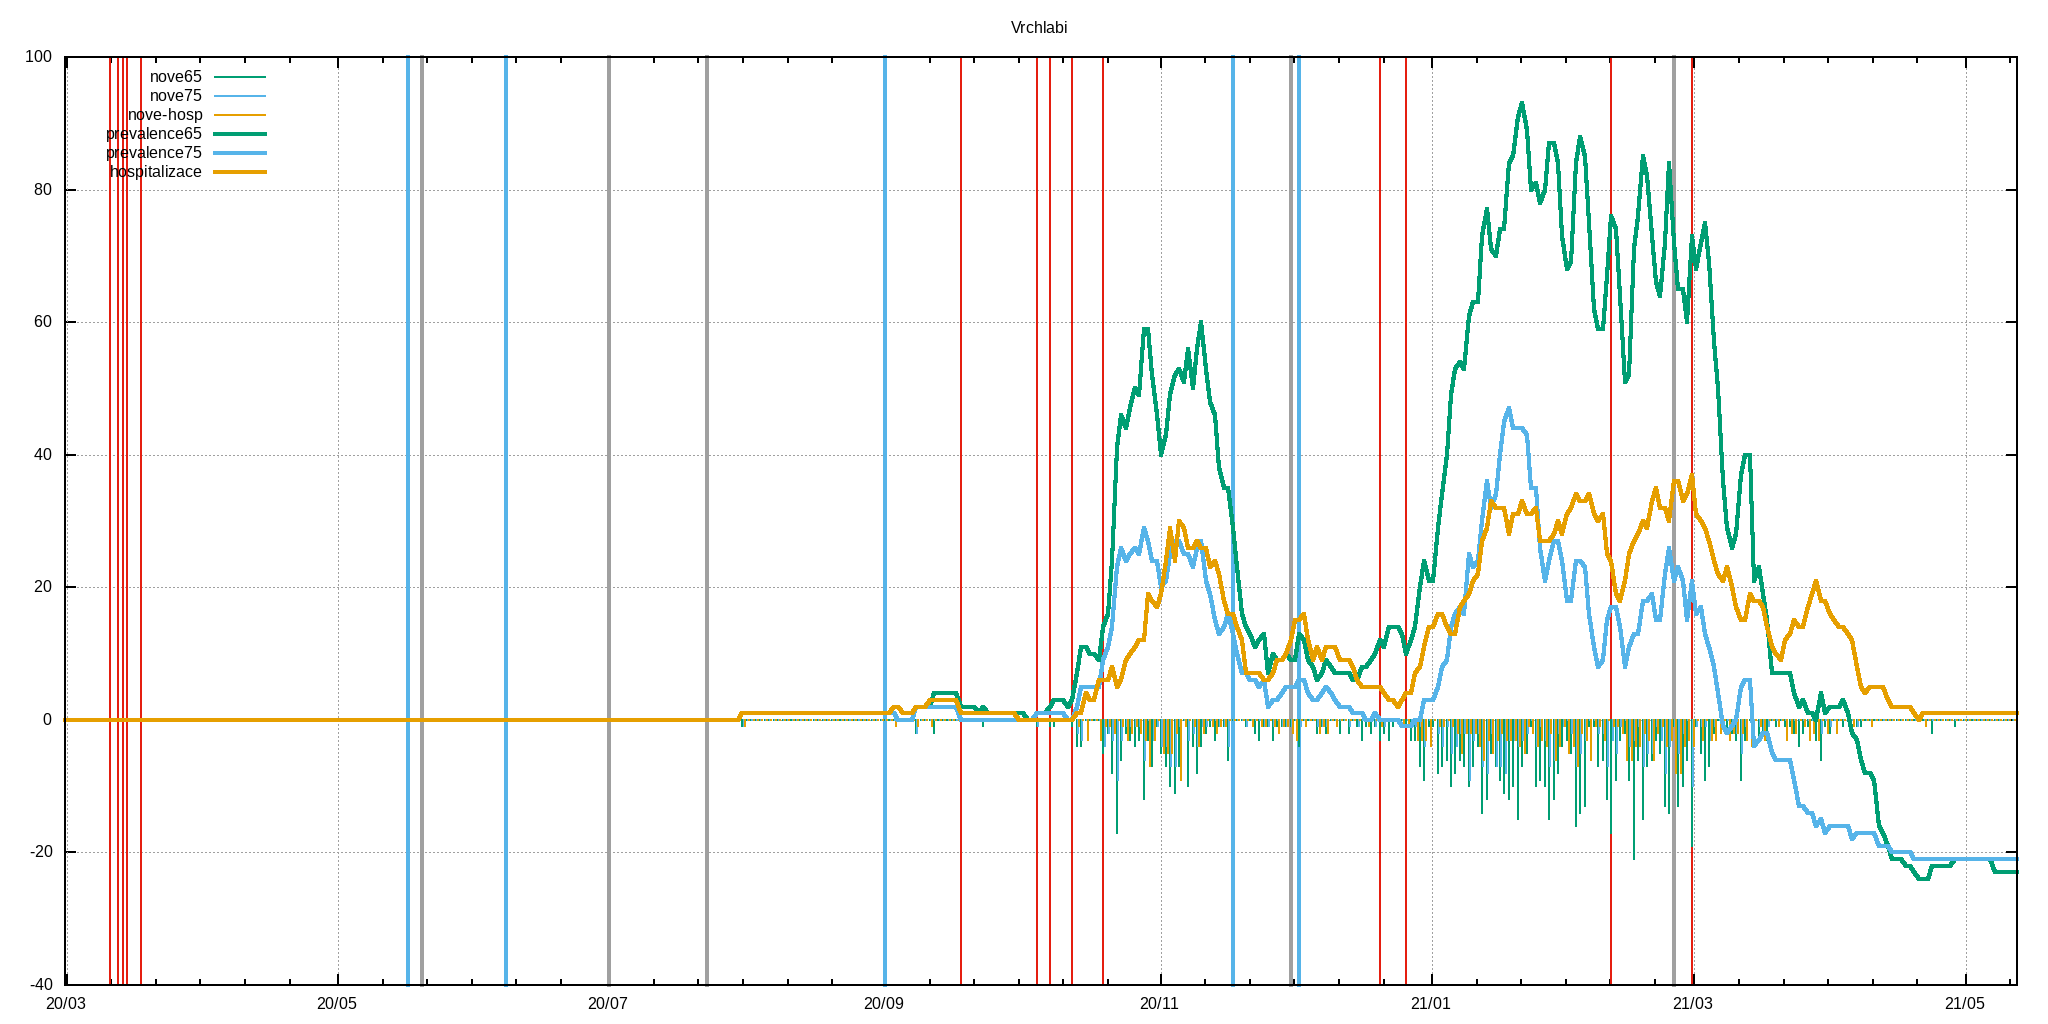 Vrchlabi
100
80
60
40
20
0
-20
-40
nove65
nove75
nove-hosp
prevalence65
prevalence75
hospitalizace
20/03 20/05 20/07 20/09 20/11 21/01 21/03 21/05